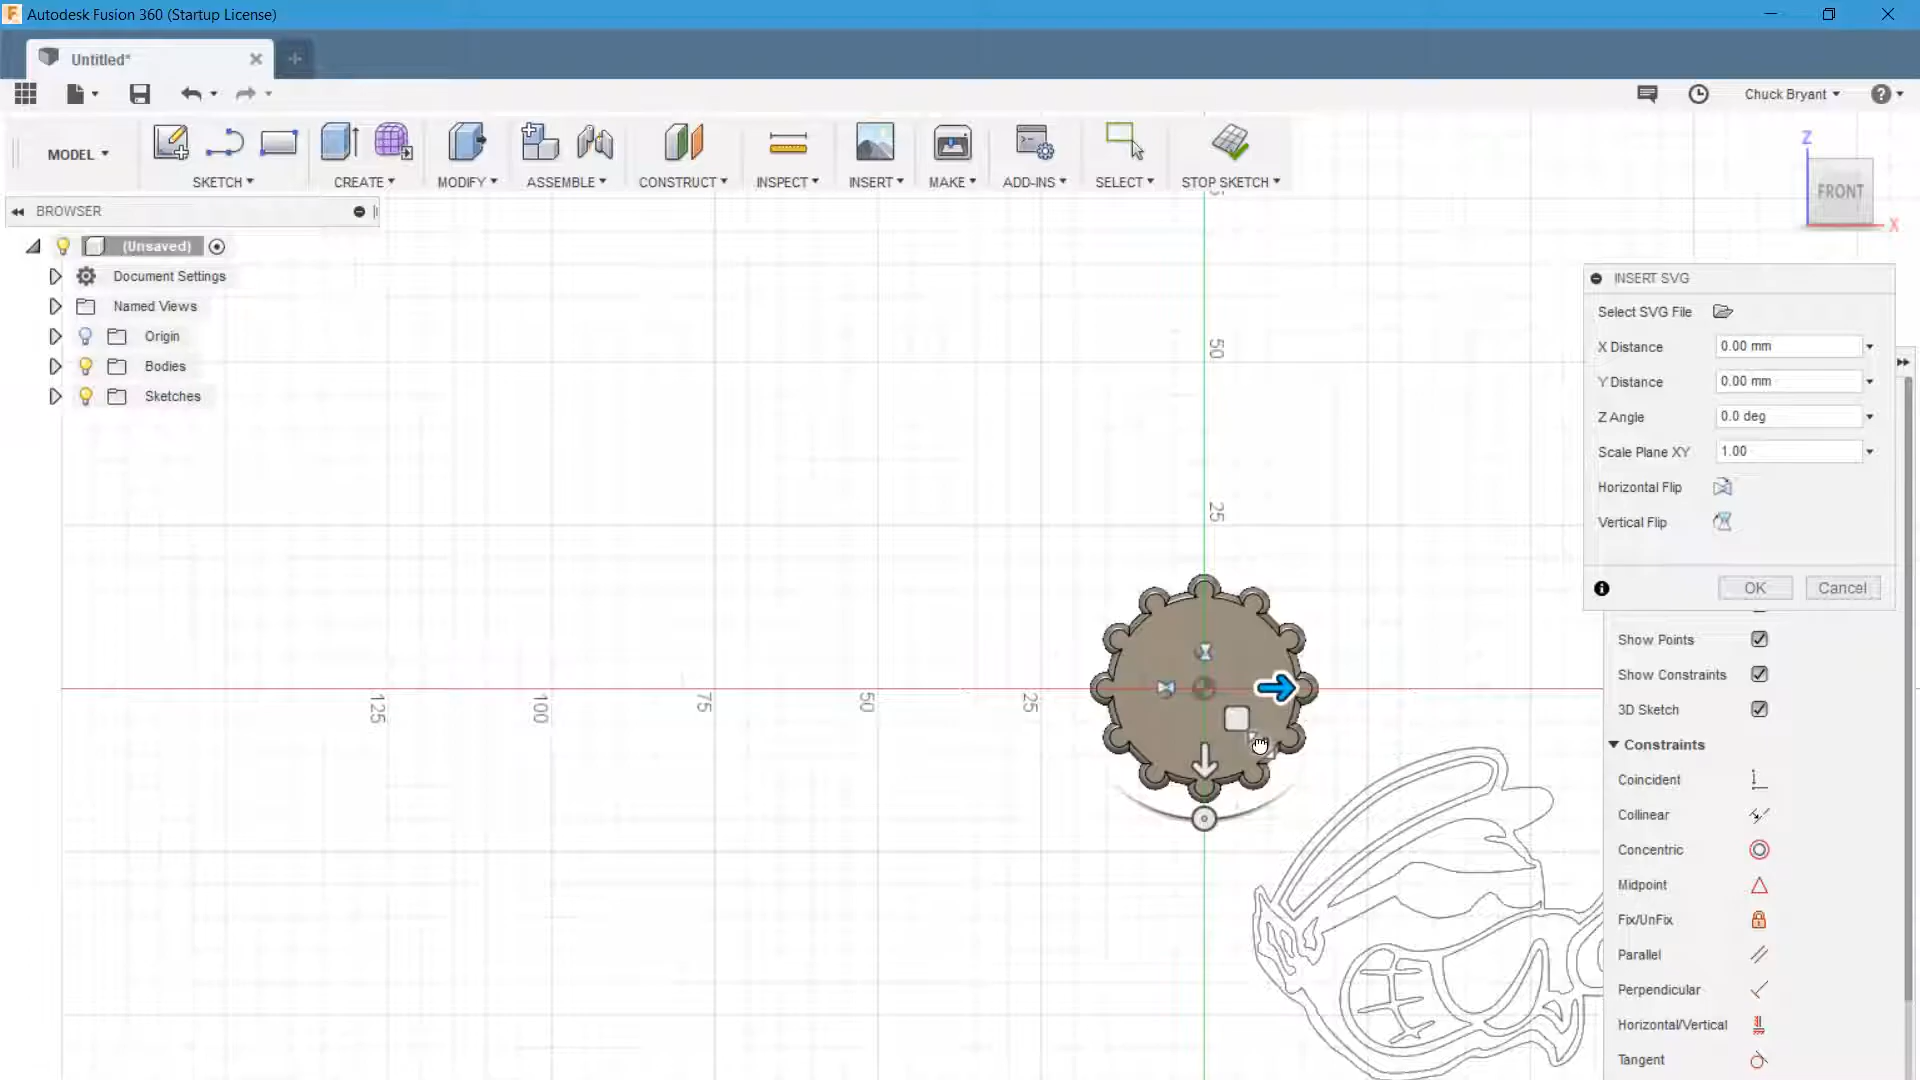 Autodesk Fusion 360 (Startup License)
Untitled*
Chuck Bryant
MODEL
SKETCH
CREATE
MODIFY
ASSEMBLE
CONSTRUCT
INSPECT
INSERT
MAKE
ADD-INS
SELECT
STOP SKETCH
BROWSER
(Unsaved)
Document Settings
Named Views
Origin
Bodies
Sketches
Z
FRONT
X
INSERT SVG
Select SVG File
X Distance 0.00 mm
Y Distance 0.00 mm
Z Angle 0.0 deg
Scale Plane XY 1.00
Horizontal Flip
Vertical Flip
OK Cancel
50
25
125
100
75
50
25
Show Points
Show Constraints
3D Sketch
Constraints
Coincident
Collinear
Concentric
Midpoint
Fix/UnFix
Parallel
Perpendicular
Horizontal/Vertical
Tangent